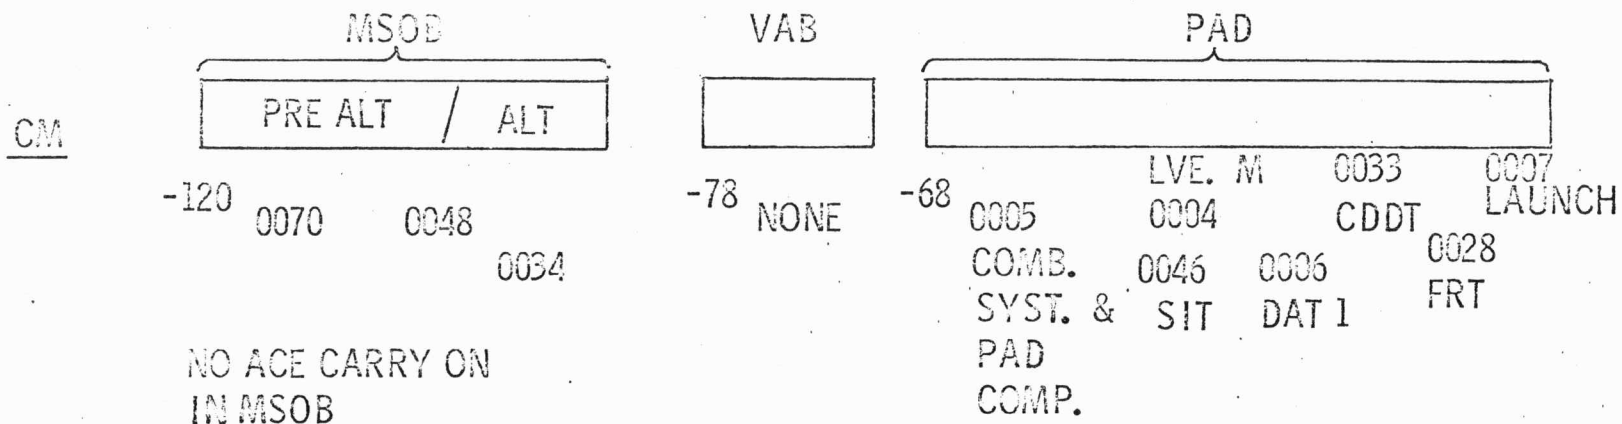 MSOB VAB PAD
CM PRE ALT / ALT
-120 0070 0048 0034
-78 NONE
-68 0005 COMB. SYST. & PAD COMP.
LVE. M 0004
0046 SIT
0006 DAT 1
0033 CDDT
0028 FRT
0007 LAUNCH
NO ACE CARRY ON
IN MSOB